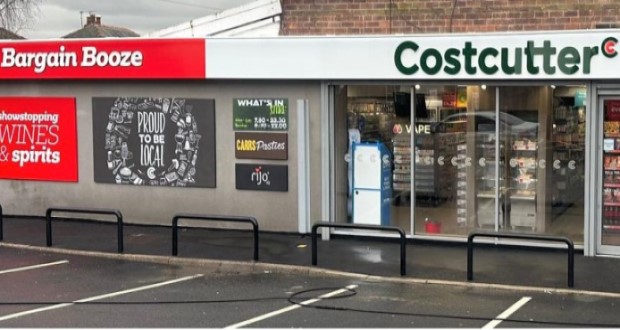 Bargain Booze
Costcutter
showstopping
WINES
& spirits
PROUD
TO BE
LOCAL
WHAT'S IN
STORE
CARRS Pasties
rijo
VAPE